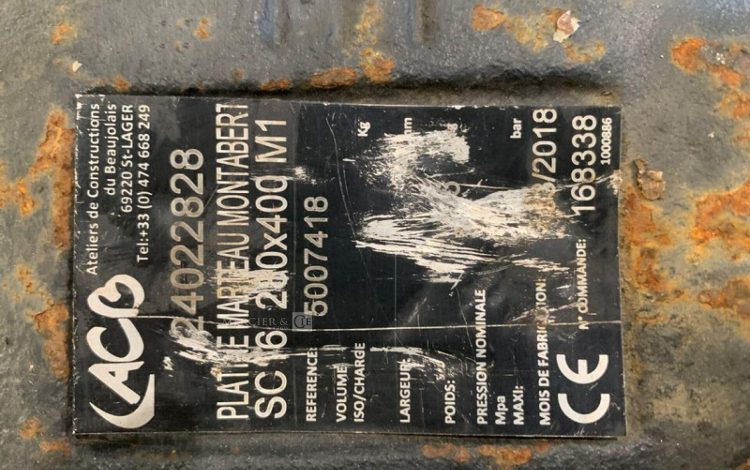 ACB
Ateliers de Constructions
du Beaujolais
69220 St-LAGER
Tel:+33 (0) 474 668 249
24022828
MARTEAU MONTABERT
M1
REFERENCE: 5007418
VOLUME
ISO/CHARGE Kg
LARGEUR: mm
POIDS:
PRESSION NOMINALE
Mpa
MAXI: bar
MOIS DE FABRICATION: /2018
N° COMMANDE: 168338
1000886
CE